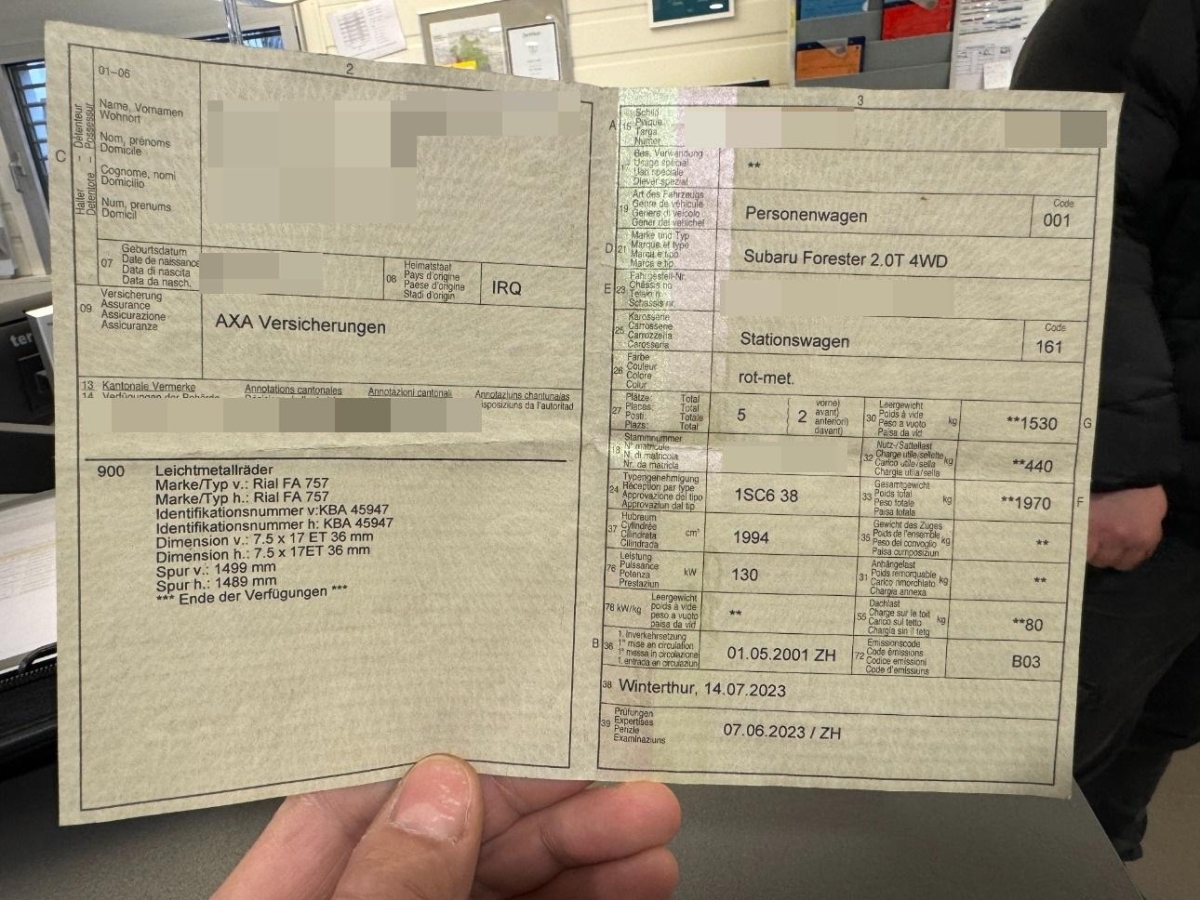 2
01-06
C
Halter – Détenteur
Detentore – Possessur
Name, Vornamen
Wohnort
Nom, prénoms
Domicile
Cognome, nomi
Domicilio
Num, prenums
Domicil
07
Geburtsdatum
Date de naissance
Data di nascita
Data da nasch.
08
Heimatstaat
Pays d'origine
Paese d'origine
Stadi d'origin
IRQ
09
Versicherung
Assurance
Assicurazione
Assicuranza
AXA Versicherungen
13 Kantonale Vermerke Annotations cantonales Annotazioni cantonali Annotaziuns chantunalas
14 Verfügungen der Behörde
900 Leichtmetallräder
Marke/Typ v.: Rial FA 757
Marke/Typ h.: Rial FA 757
Identifikationsnummer v:KBA 45947
Identifikationsnummer h: KBA 45947
Dimension v.: 7.5 x 17 ET 36 mm
Dimension h.: 7.5 x 17ET 36 mm
Spur v.: 1499 mm
Spur h.: 1489 mm
*** Ende der Verfügungen ***
3
A 15
Schild
Plaque
Targa
Numer
Bes. Verwendung
Usage spécial
Uso speciale
Diever spezial
**
19
Art des Fahrzeugs
Genre de véhicule
Genere di veicolo
Gener dal vehichel
Personenwagen
Code
001
D 21
Marke und Typ
Marque et type
Marca e tipo
Marca e tip
Subaru Forester 2.0T 4WD
E 23
Fahrgestell-Nr.
Châssis no
Telaio n.
Schassis nr.
25
Karosserie
Carrosserie
Carrozzeria
Carosseria
Stationswagen
Code
161
26
Farbe
Couleur
Colore
Colur
rot-met.
27
Plätze: Total
Places: Total
Posti: Totale
Plazs: Total
5
2
vorne)
avant)
anteriori)
davant)
30
Leergewicht
Poids à vide
Peso a vuoto
Paisa da vid
kg
**1530
G
18
Stammnummer
N° matricule
N. di matricola
Nr. da matricla
32
Nutz-/Sattellast
Charge utile/sellette
Carico utile/sella
Chargia utila/sella
kg
**440
24
Typengenehmigung
Réception par type
Approvazione del tipo
Approvaziun dal tip
1SC6 38
33
Gesamtgewicht
Poids total
Peso totale
Paisa totala
kg
**1970
F
37
Hubraum
Cylindrée
Cilindrata
Cilindrada
cm³
1994
35
Gewicht des Zuges
Poids de l'ensemble
Peso del convoglio
Paisa cumposiziun
kg
**
76
Leistung
Puissance
Potenza
Prestaziun
kW
130
31
Anhängelast
Poids remorquable
Carico rimorchiato
Chargia annexa
kg
**
78 kW/kg
Leergewicht
poids à vide
peso a vuoto
paisa da vid
**
55
Dachlast
Charge sur le toit
Carico sul tetto
Chargia sin il tetg
kg
**80
B 36
1. Inverkehrsetzung
1re mise en circulation
1a messa in circolazione
1. entrada en circulaziun
01.05.2001 ZH
72
Emissionscode
Code émissions
Codice emissioni
Code d'emissiuns
B03
38 Winterthur, 14.07.2023
39
Prüfungen
Expertises
Perizie
Examinaziuns
07.06.2023 / ZH